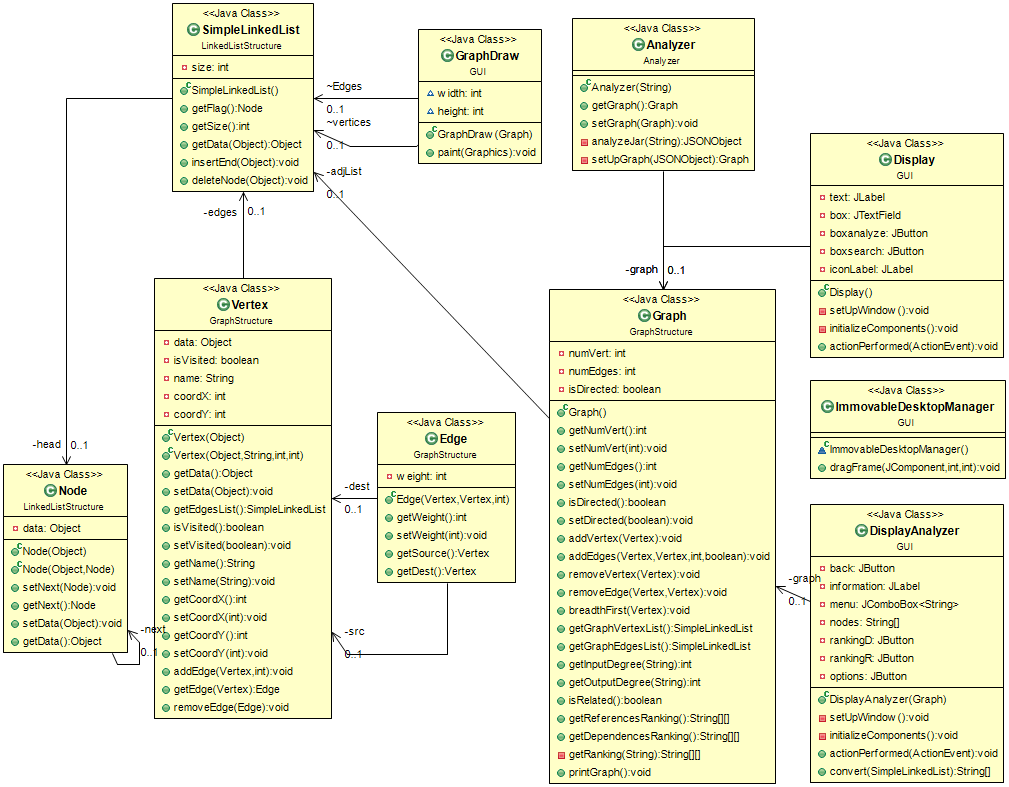 <<Java Class>>
SimpleLinkedList
LinkedListStructure
size: int
SimpleLinkedList()
getFlag():Node
getSize():int
getData(Object):Object
insertEnd(Object):void
deleteNode(Object):void
~Edges
0..1
~vertices
0..1
-adjList
0..1
<<Java Class>>
GraphDraw
GUI
width: int
height: int
GraphDraw(Graph)
paint(Graphics):void
<<Java Class>>
Analyzer
Analyzer
Analyzer(String)
getGraph():Graph
setGraph(Graph):void
analyzeJar(String):JSONObject
setUpGraph(JSONObject):Graph
<<Java Class>>
Display
GUI
text: JLabel
box: JTextField
boxanalyze: JButton
boxsearch: JButton
iconLabel: JLabel
Display()
setUpWindow():void
initializeComponents():void
actionPerformed(ActionEvent):void
-edges
0..1
-graph
0..1
<<Java Class>>
Vertex
GraphStructure
data: Object
isVisited: boolean
name: String
coordX: int
coordY: int
Vertex(Object)
Vertex(Object,String,int,int)
getData():Object
setData(Object):void
getEdgesList():SimpleLinkedList
isVisited():boolean
setVisited(boolean):void
getName():String
setName(String):void
getCoordX():int
setCoordX(int):void
getCoordY():int
setCoordY(int):void
addEdge(Vertex,int):void
getEdge(Vertex):Edge
removeEdge(Edge):void
-head
0..1
<<Java Class>>
Node
LinkedListStructure
data: Object
Node(Object)
Node(Object,Node)
setNext(Node):void
getNext():Node
setData(Object):void
getData():Object
-next
0..1
<<Java Class>>
Edge
GraphStructure
weight: int
Edge(Vertex,Vertex,int)
getWeight():int
setWeight(int):void
getSource():Vertex
getDest():Vertex
-dest
0..1
-src
0..1
<<Java Class>>
Graph
GraphStructure
numVert: int
numEdges: int
isDirected: boolean
Graph()
getNumVert():int
setNumVert(int):void
getNumEdges():int
setNumEdges(int):void
isDirected():boolean
setDirected(boolean):void
addVertex(Vertex):void
addEdges(Vertex,Vertex,int,boolean):void
removeVertex(Vertex):void
removeEdge(Vertex,Vertex):void
breadthFirst(Vertex):void
getGraphVertexList():SimpleLinkedList
getGraphEdgesList():SimpleLinkedList
getInputDegree(String):int
getOutputDegree(String):int
isRelated():boolean
getReferencesRanking():String[][]
getDependencesRanking():String[][]
getRanking(String):String[][]
printGraph():void
<<Java Class>>
ImmovableDesktopManager
GUI
ImmovableDesktopManager()
dragFrame(JComponent,int,int):void
-graph
0..1
<<Java Class>>
DisplayAnalyzer
GUI
back: JButton
information: JLabel
menu: JComboBox<String>
nodes: String[]
rankingD: JButton
rankingR: JButton
options: JButton
DisplayAnalyzer(Graph)
setUpWindow():void
initializeComponents():void
actionPerformed(ActionEvent):void
convert(SimpleLinkedList):String[]